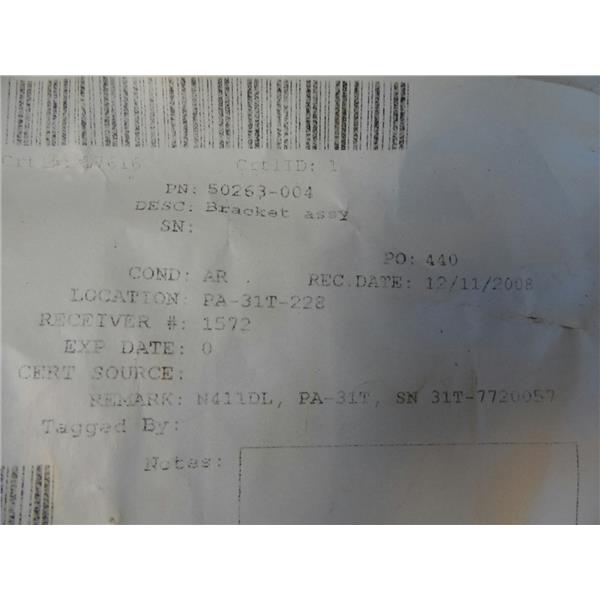 CrtlID: 1
PN: 50263-004
DESC: Bracket assy
SN:
PO: 440
COND: AR REC.DATE: 12/11/2008
LOCATION: PA-31T-228
RECEIVER #: 1572
EXP DATE: 0
CERT SOURCE:
REMARK: N411DL, PA-31T, SN 31T-7720057
Tagged By:
Notes: